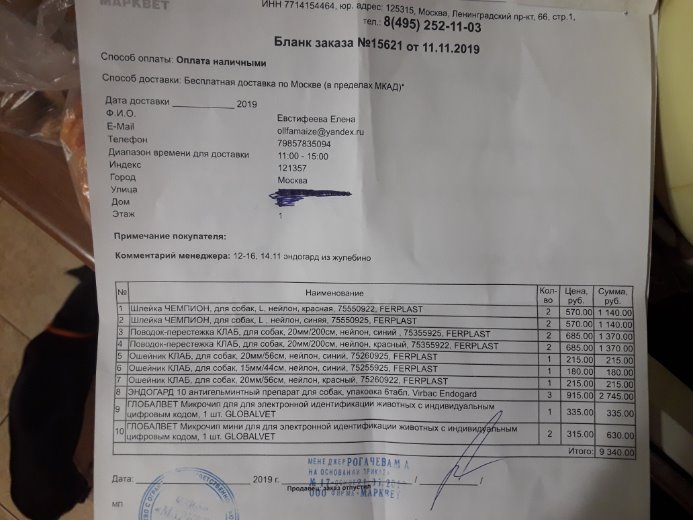 МАРКВЕТ
ИНН 7714154464, юр. адрес: 125315, Москва, Ленинградский пр-кт, 66, стр.1,
тел.: 8(495) 252-11-03
Бланк заказа №15621 от 11.11.2019
Способ оплаты: Оплата наличными
Способ доставки: Бесплатная доставка по Москве (в пределах МКАД)*
Дата доставки ____________ 2019
Ф.И.О. Евстифеева Елена
E-Mail ollfamaize@yandex.ru
Телефон 79857835094
Диапазон времени для доставки 11:00 - 15:00
Индекс 121357
Город Москва
Улица
Дом
Этаж 1
Примечание покупателя:
Комментарий менеджера: 12-16, 14.11 эндогард из жулебино
№ Наименование Кол-во Цена, руб. Сумма, руб.
1 Шлейка ЧЕМПИОН, для собак, L, нейлон, красная, 75550922, FERPLAST 2 570.00 1 140.00
2 Шлейка ЧЕМПИОН, для собак, L, нейлон, синяя, 75550925, FERPLAST 2 570.00 1 140.00
3 Поводок-перестежка КЛАБ, для собак, 20мм/200см, нейлон, синий , 75355925, FERPLAST 2 685.00 1 370.00
4 Поводок-перестежка КЛАБ, для собак, 20мм/200см, нейлон, красный, 75355922, FERPLAST 2 685.00 1 370.00
5 Ошейник КЛАБ, для собак, 20мм/56см, нейлон, синий, 75260925, FERPLAST 1 215.00 215.00
6 Ошейник КЛАБ, для собак, 15мм/44см, нейлон, синий, 75255925, FERPLAST 1 180.00 180.00
7 Ошейник КЛАБ, для собак, 20мм/56см, нейлон, красный, 75260922, FERPLAST 1 215.00 215.00
8 ЭНДОГАРД 10 антигельминтный препарат для собак, упаковка 6табл, Virbac Endogard 3 915.00 2 745.00
9 ГЛОБАЛВЕТ Микрочип для для электронной идентификации животных с индивидуальным
цифровым кодом, 1 шт. GLOBALVET 1 335.00 335.00
10 ГЛОБАЛВЕТ Микрочип мини для для электронной идентификации животных с индивидуальным
цифровым кодом, 1 шт. GLOBALVET 2 315.00 630.00
Итого: 9 340.00
МЕНЕДЖЕР РОГАЧЕВА М А
НА ОСНОВАНИИ ПРИКАЗА
Дата: ____________ 2019 г.
Продавец: заказ отпустил
ООО ФИРМА МАРКВЕТ
МП